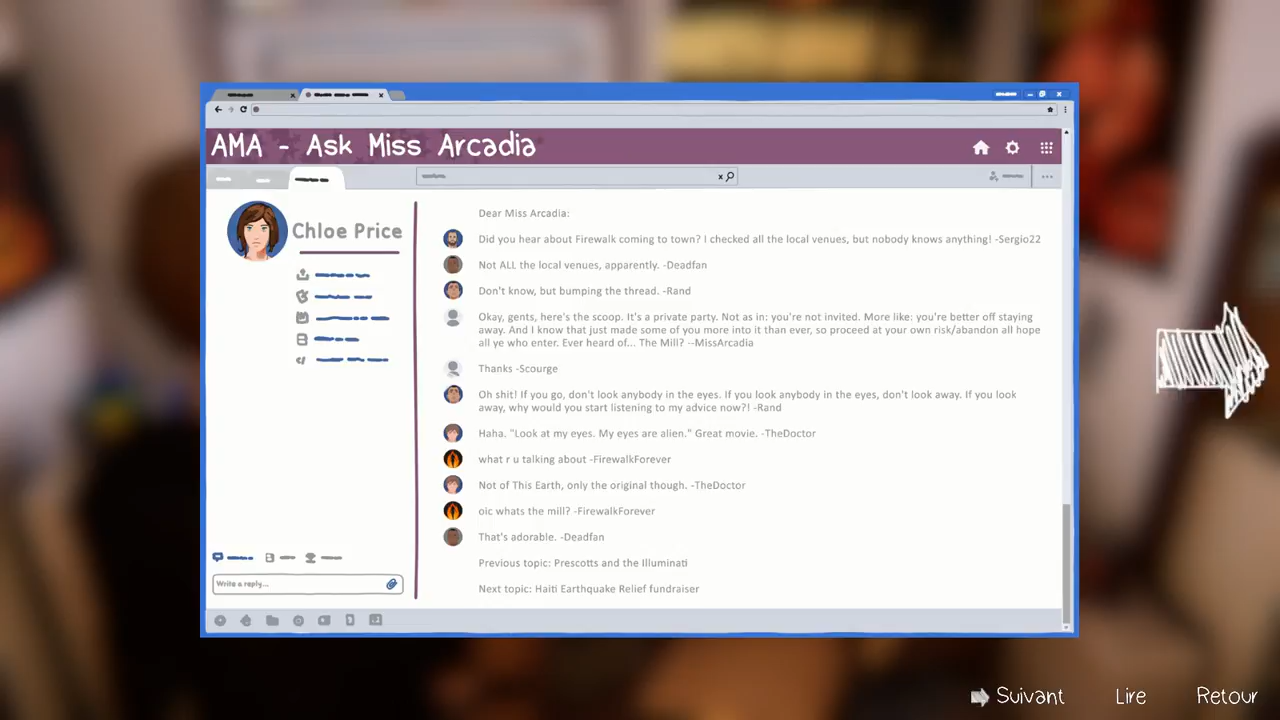 AMA - Ask Miss Arcadia
Chloe Price
Dear Miss Arcadia:
Did you hear about Firewalk coming to town? I checked all the local venues, but nobody knows anything! -Sergio22
Not ALL the local venues, apparently. -Deadfan
Don't know, but bumping the thread. -Rand
Okay, gents, here's the scoop. It's a private party. Not as in: you're not invited. More like: you're better off staying
away. And I know that just made some of you more into it than ever, so proceed at your own risk/abandon all hope
all ye who enter. Ever heard of... The Mill? --MissArcadia
Thanks -Scourge
Oh shit! If you go, don't look anybody in the eyes. If you look anybody in the eyes, don't look away. If you look
away, why would you start listening to my advice now?! -Rand
Haha. "Look at my eyes. My eyes are alien." Great movie. -TheDoctor
what r u talking about -FirewalkForever
Not of This Earth, only the original though. -TheDoctor
oic whats the mill? -FirewalkForever
That's adorable. -Deadfan
Previous topic: Prescotts and the Illuminati
Next topic: Haiti Earthquake Relief fundraiser
Write a reply...
Suivant
Lire
Retour